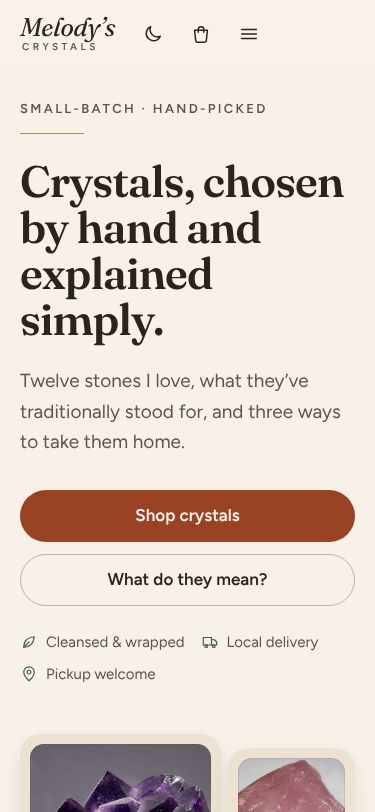 Melody’s
CRYSTALS
SMALL-BATCH · HAND-PICKED
Crystals, chosen
by hand and
explained
simply.
Twelve stones I love, what they’ve
traditionally stood for, and three ways
to take them home.
Shop crystals
What do they mean?
Cleansed & wrapped
Local delivery
Pickup welcome